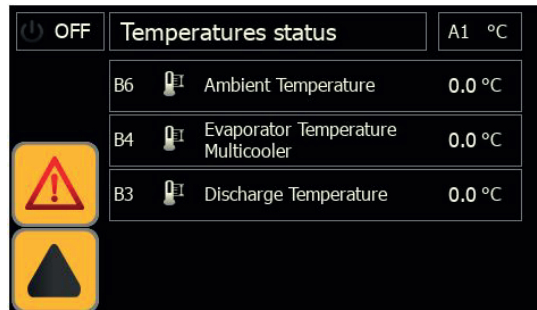 OFF Temperatures status A1 °C
B6 Ambient Temperature 0.0 °C
B4 Evaporator Temperature Multicooler 0.0 °C
B3 Discharge Temperature 0.0 °C